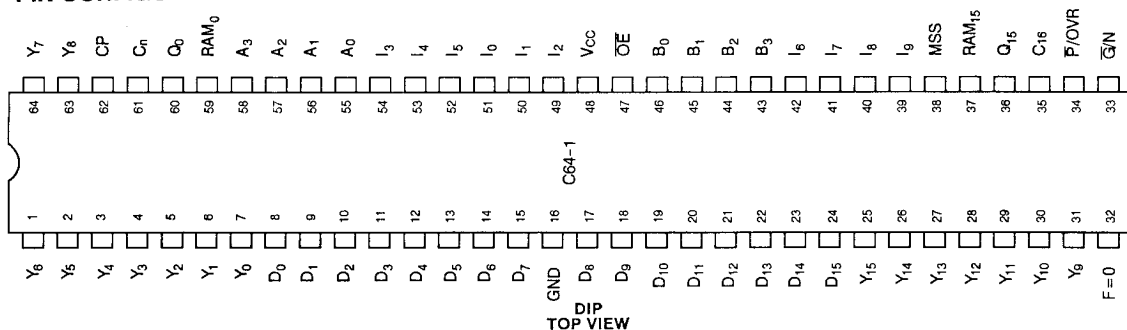 Y7 Y8 CP Cn Q0 RAM0 A3 A2 A1 A0 I3 I4 I5 I0 I1 I2 VCC O̅E̅ B0 B1 B2 B3 I6 I7 I8 I9 MSS RAM15 Q15 C16 P̅/OVR G̅/N
64 63 62 61 60 59 58 57 56 55 54 53 52 51 50 49 48 47 46 45 44 43 42 41 40 39 38 37 36 35 34 33
C64-1
1 2 3 4 5 6 7 8 9 10 11 12 13 14 15 16 17 18 19 20 21 22 23 24 25 26 27 28 29 30 31 32
Y6 Y5 Y4 Y3 Y2 Y1 Y0 D0 D1 D2 D3 D4 D5 D6 D7 GND D8 D9 D10 D11 D12 D13 D14 D15 Y15 Y14 Y13 Y12 Y11 Y10 Y9 F=0
DIP
TOP VIEW